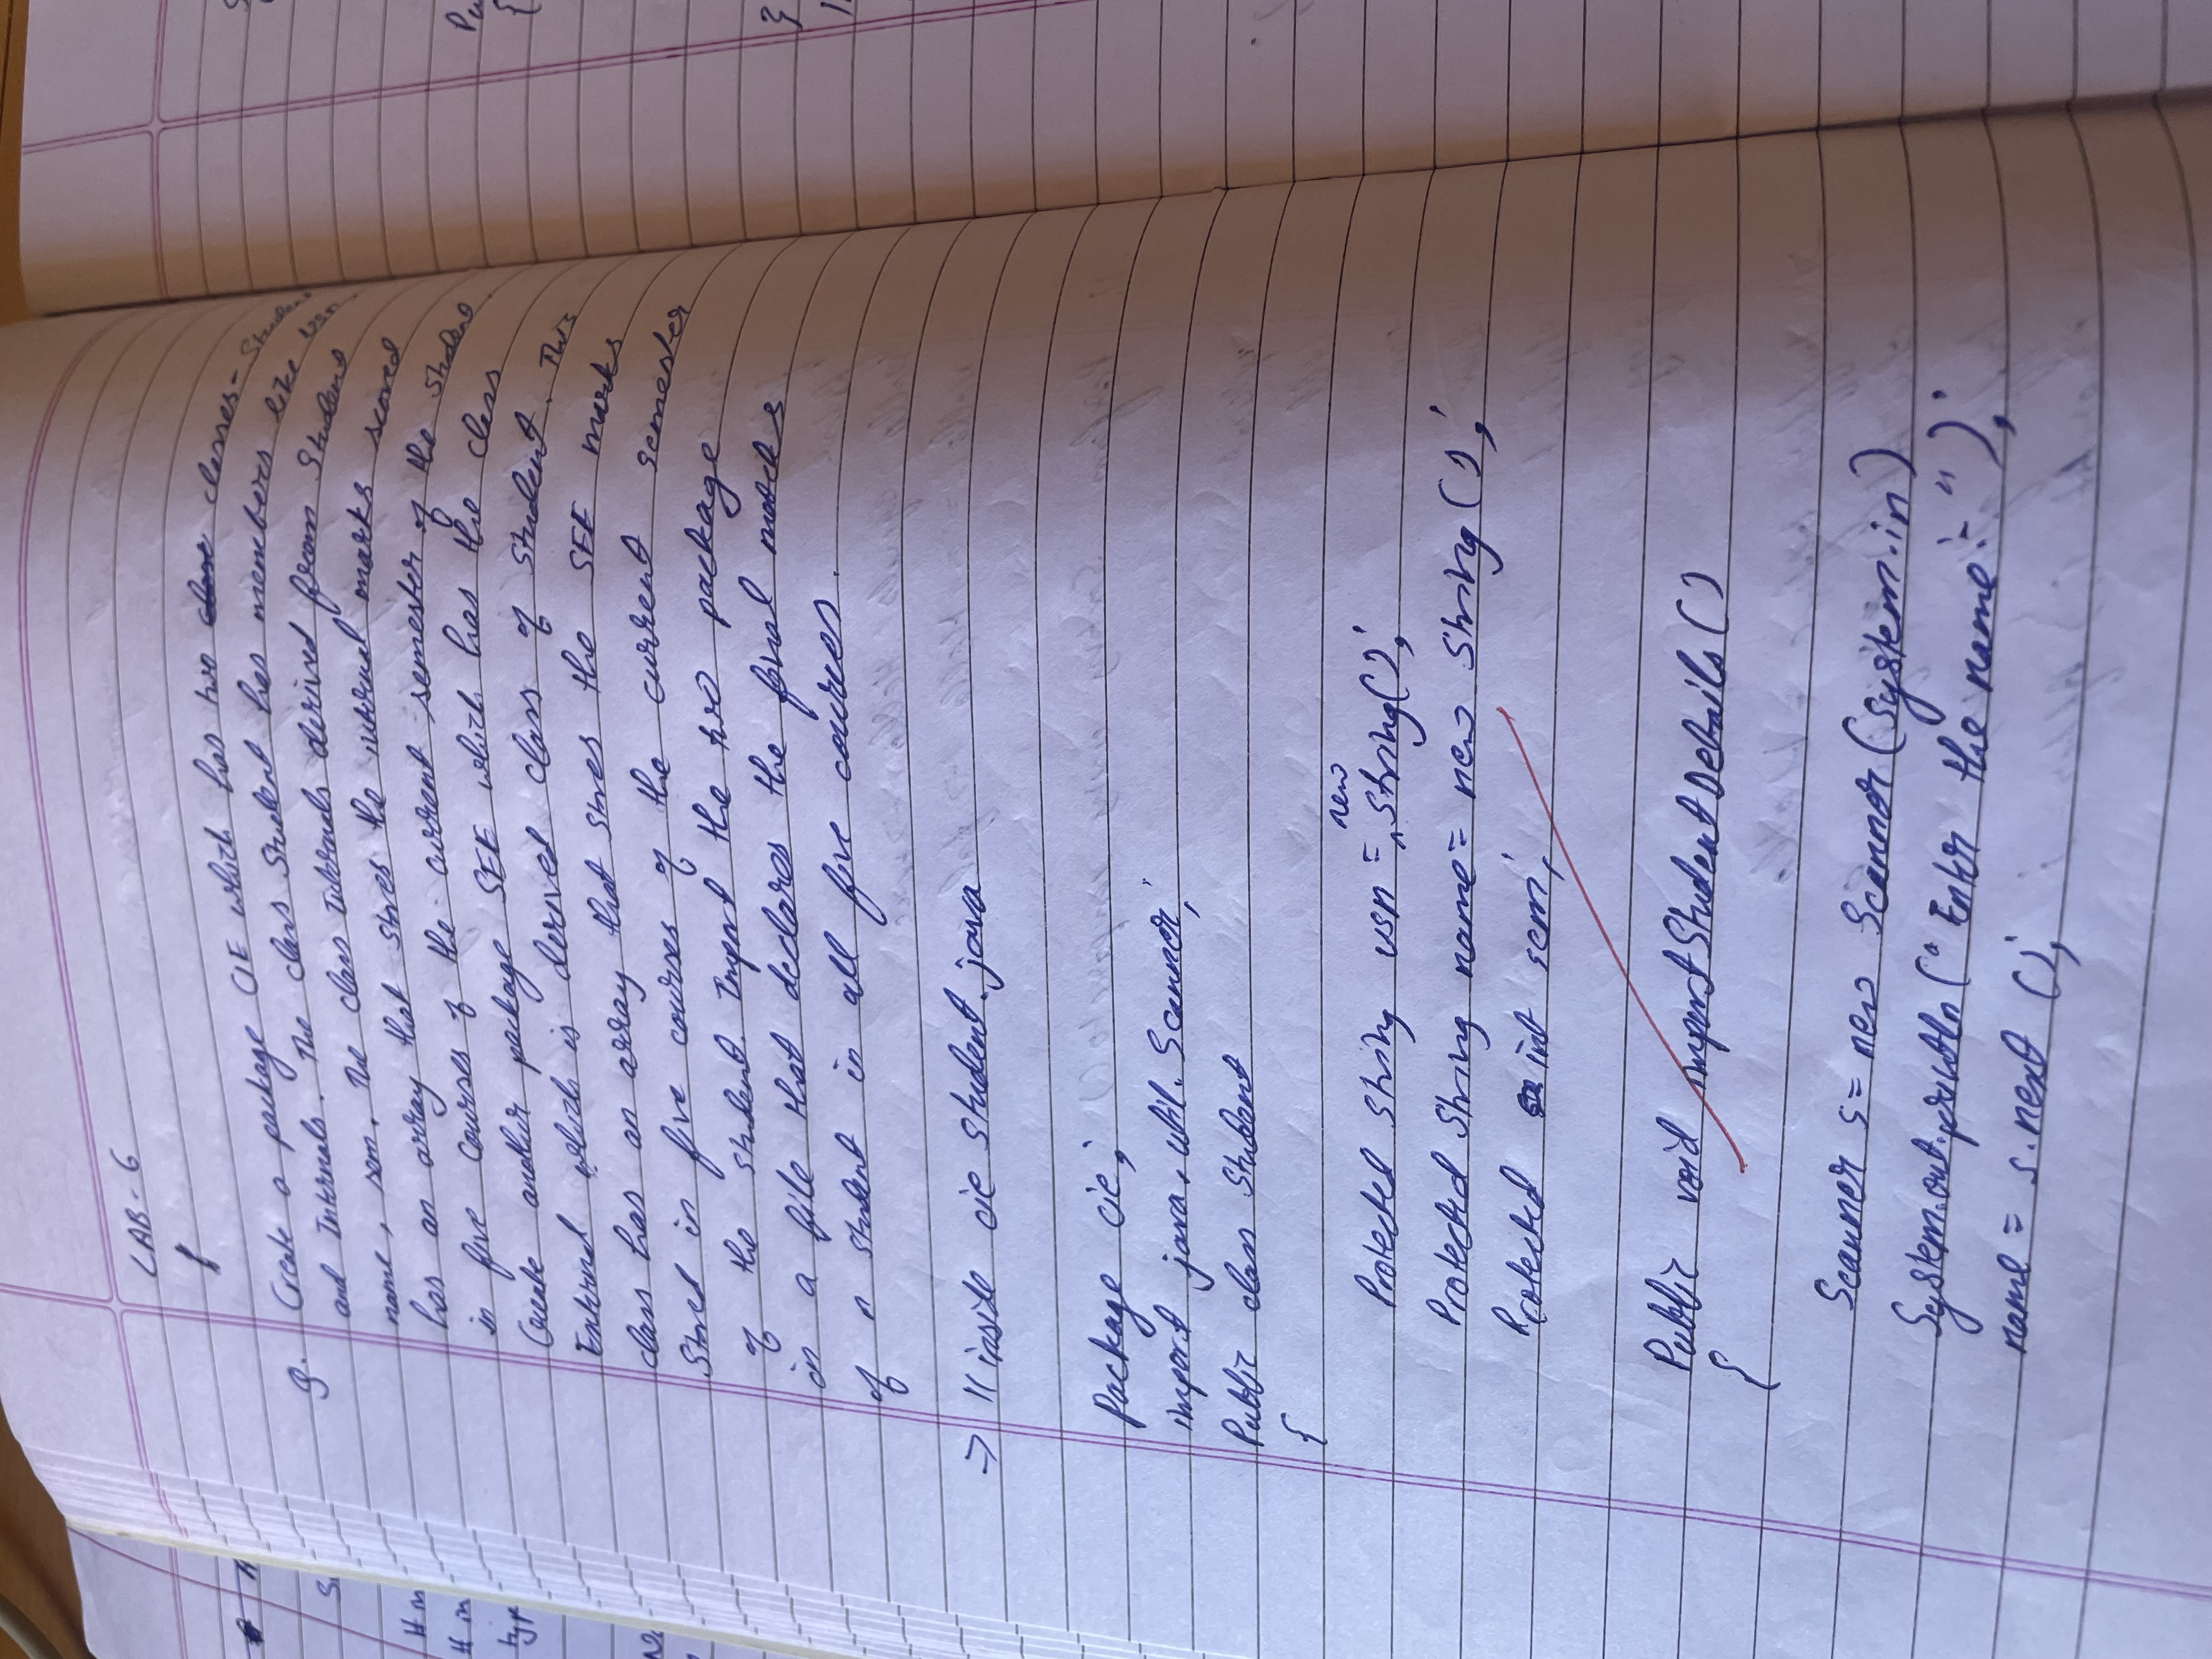 LAB-6
Q. Create a package CIE which has two classes - Student
and Internals. The class Student has members like usn,
name, sem. The class Internals derived from Student
has an array that stores the internal marks scored
in five courses of the current semester of the student.
Create another package SEE which has the class
External which is derived class of Student. This
class has an array that stores the SEE marks
Stored in five courses of the current semester
of the student. Import the two package
in a file that declares the final marks
of n student in all five courses.
=> // inside cie Student.java
Package cie;
import java.util.Scanner;
Public class Student
{
Protected String usn = new String();
Protected String name = new String();
Protected int sem;
Public void importStudentDetails()
{
Scanner s = new Scanner(System.in)
System.out.println("Enter the name:- ");
name = s.next();